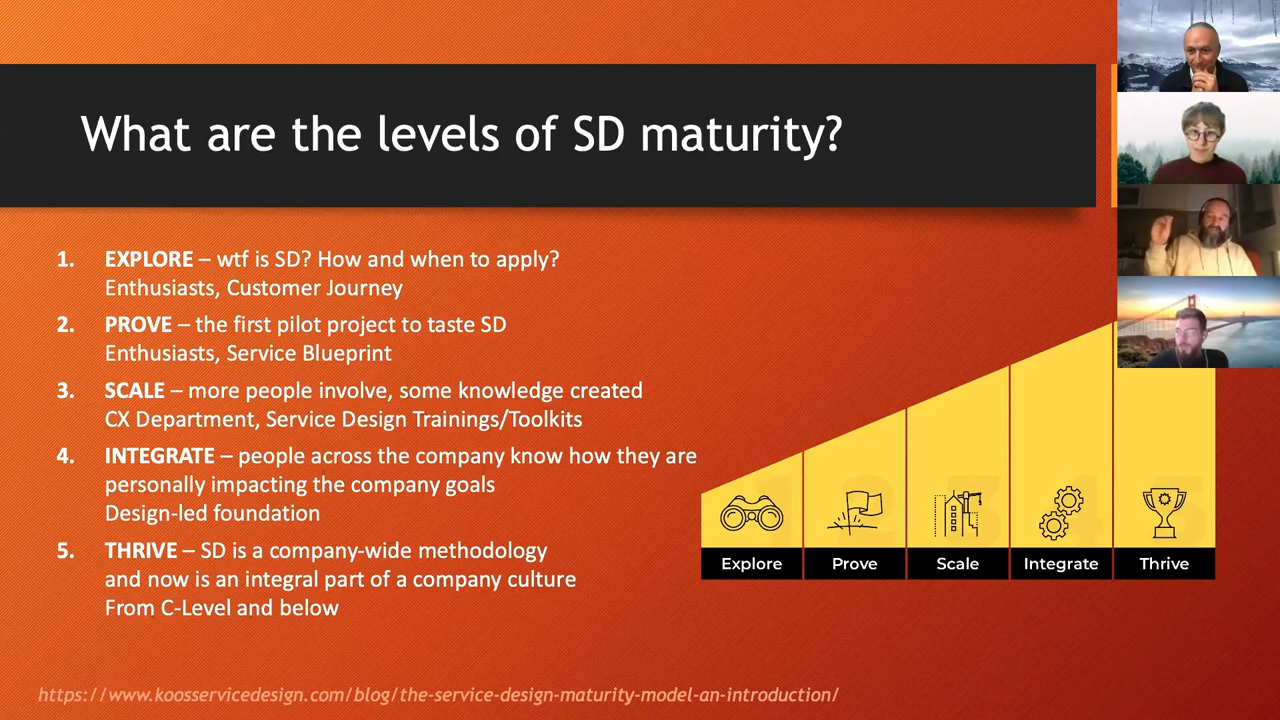 What are the levels of SD maturity?
1. EXPLORE – wtf is SD? How and when to apply?
Enthusiasts, Customer Journey
2. PROVE – the first pilot project to taste SD
Enthusiasts, Service Blueprint
3. SCALE – more people involve, some knowledge created
CX Department, Service Design Trainings/Toolkits
4. INTEGRATE – people across the company know how they are
personally impacting the company goals
Design-led foundation
5. THRIVE – SD is a company-wide methodology
and now is an integral part of a company culture
From C-Level and below
Explore Prove Scale Integrate Thrive
https://www.koosservicedesign.com/blog/the-service-design-maturity-model-an-introduction/